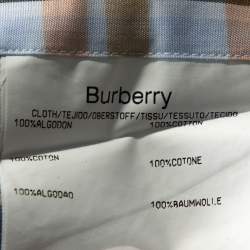 Burberry
CLOTH/TEJIDO/OBERSTOFF/TISSU/TESSUTO/TECIDO
100%ALGODON 100%COTTON
100%COTON 100%COTONE
100%ALGODAO 100%BAUMWOLLE